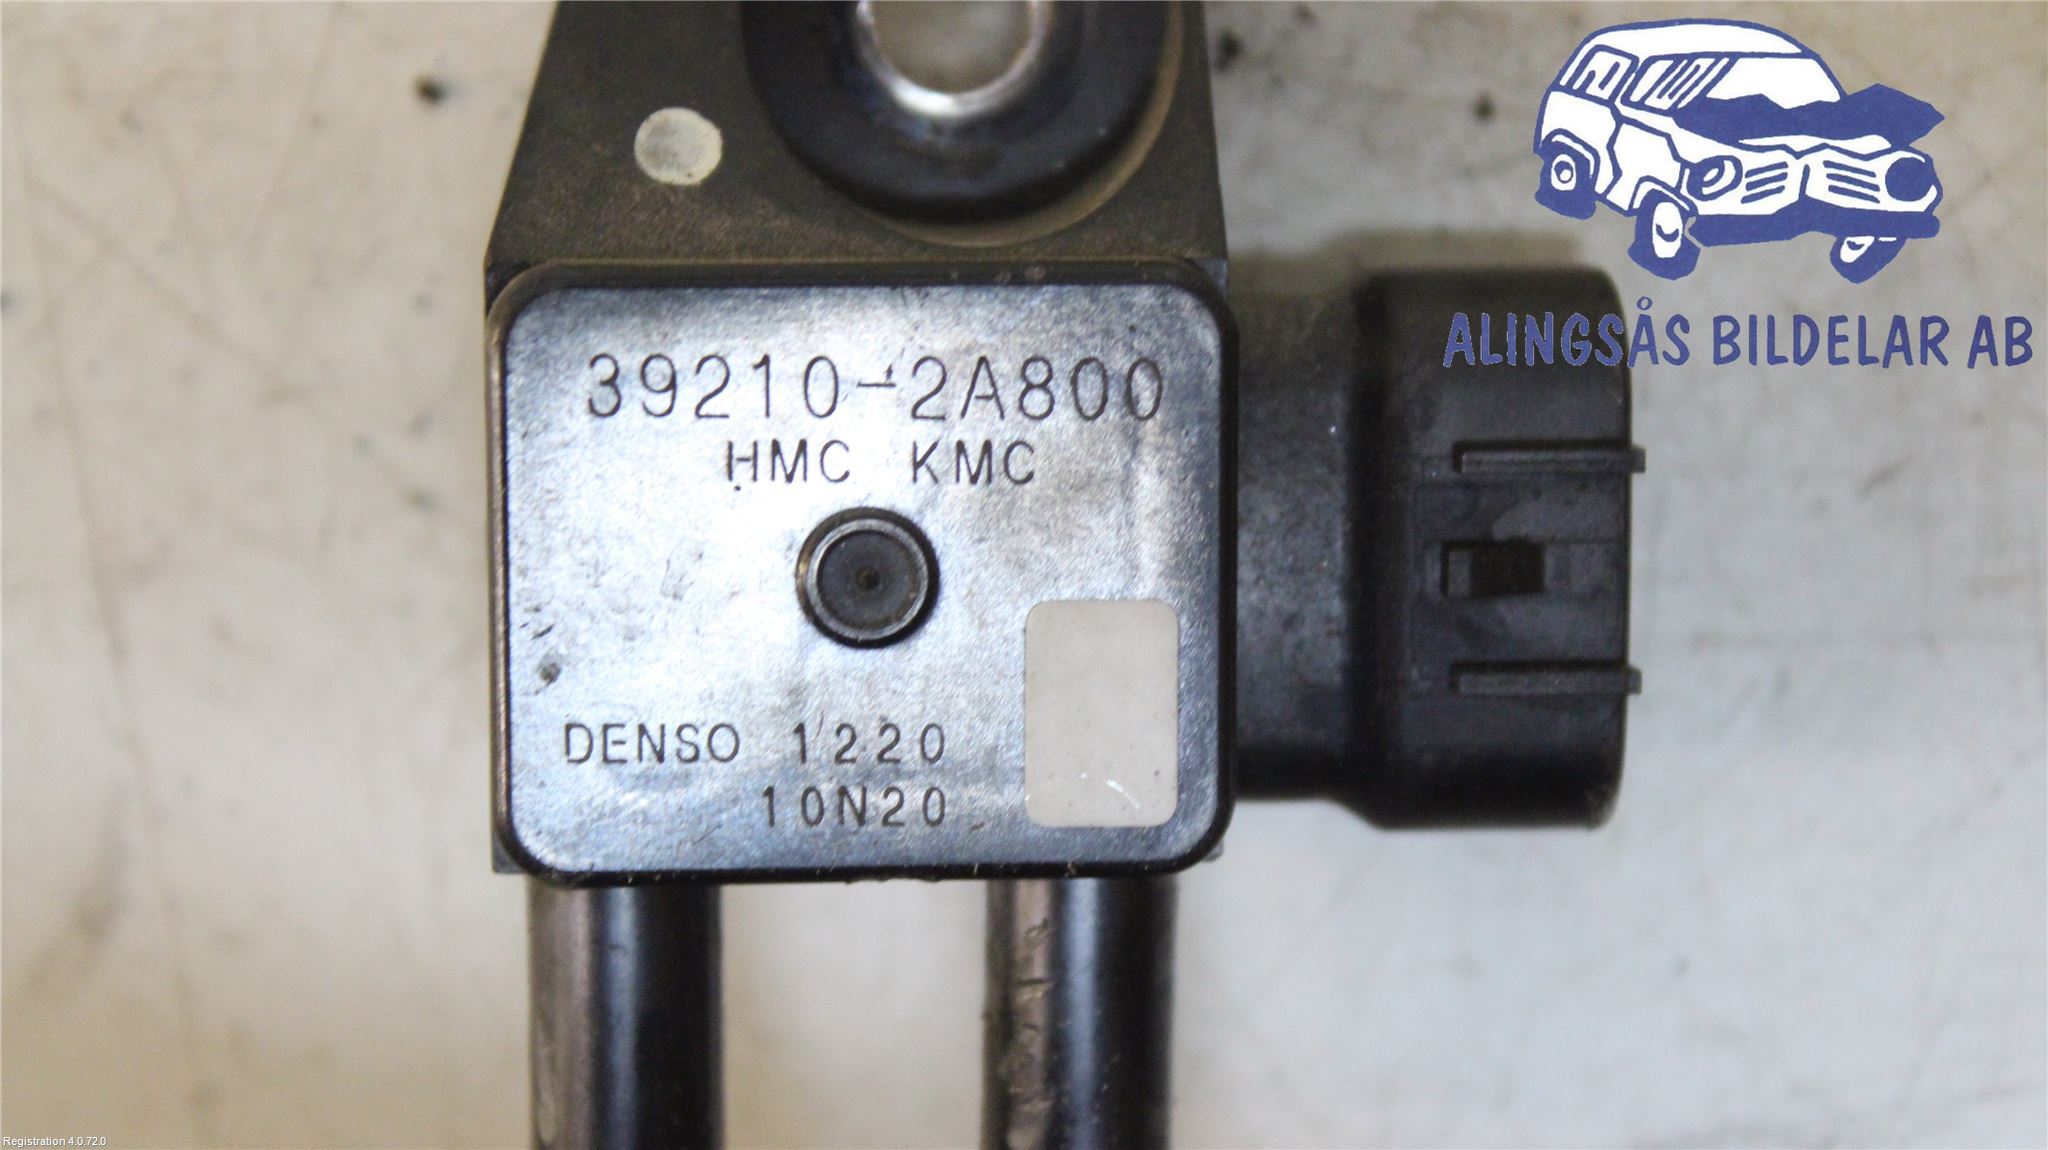 ALINGSÅS BILDELAR AB
39210-2A800
HMC KMC
DENSO 1220
10N20
Registration 4.0.72.0